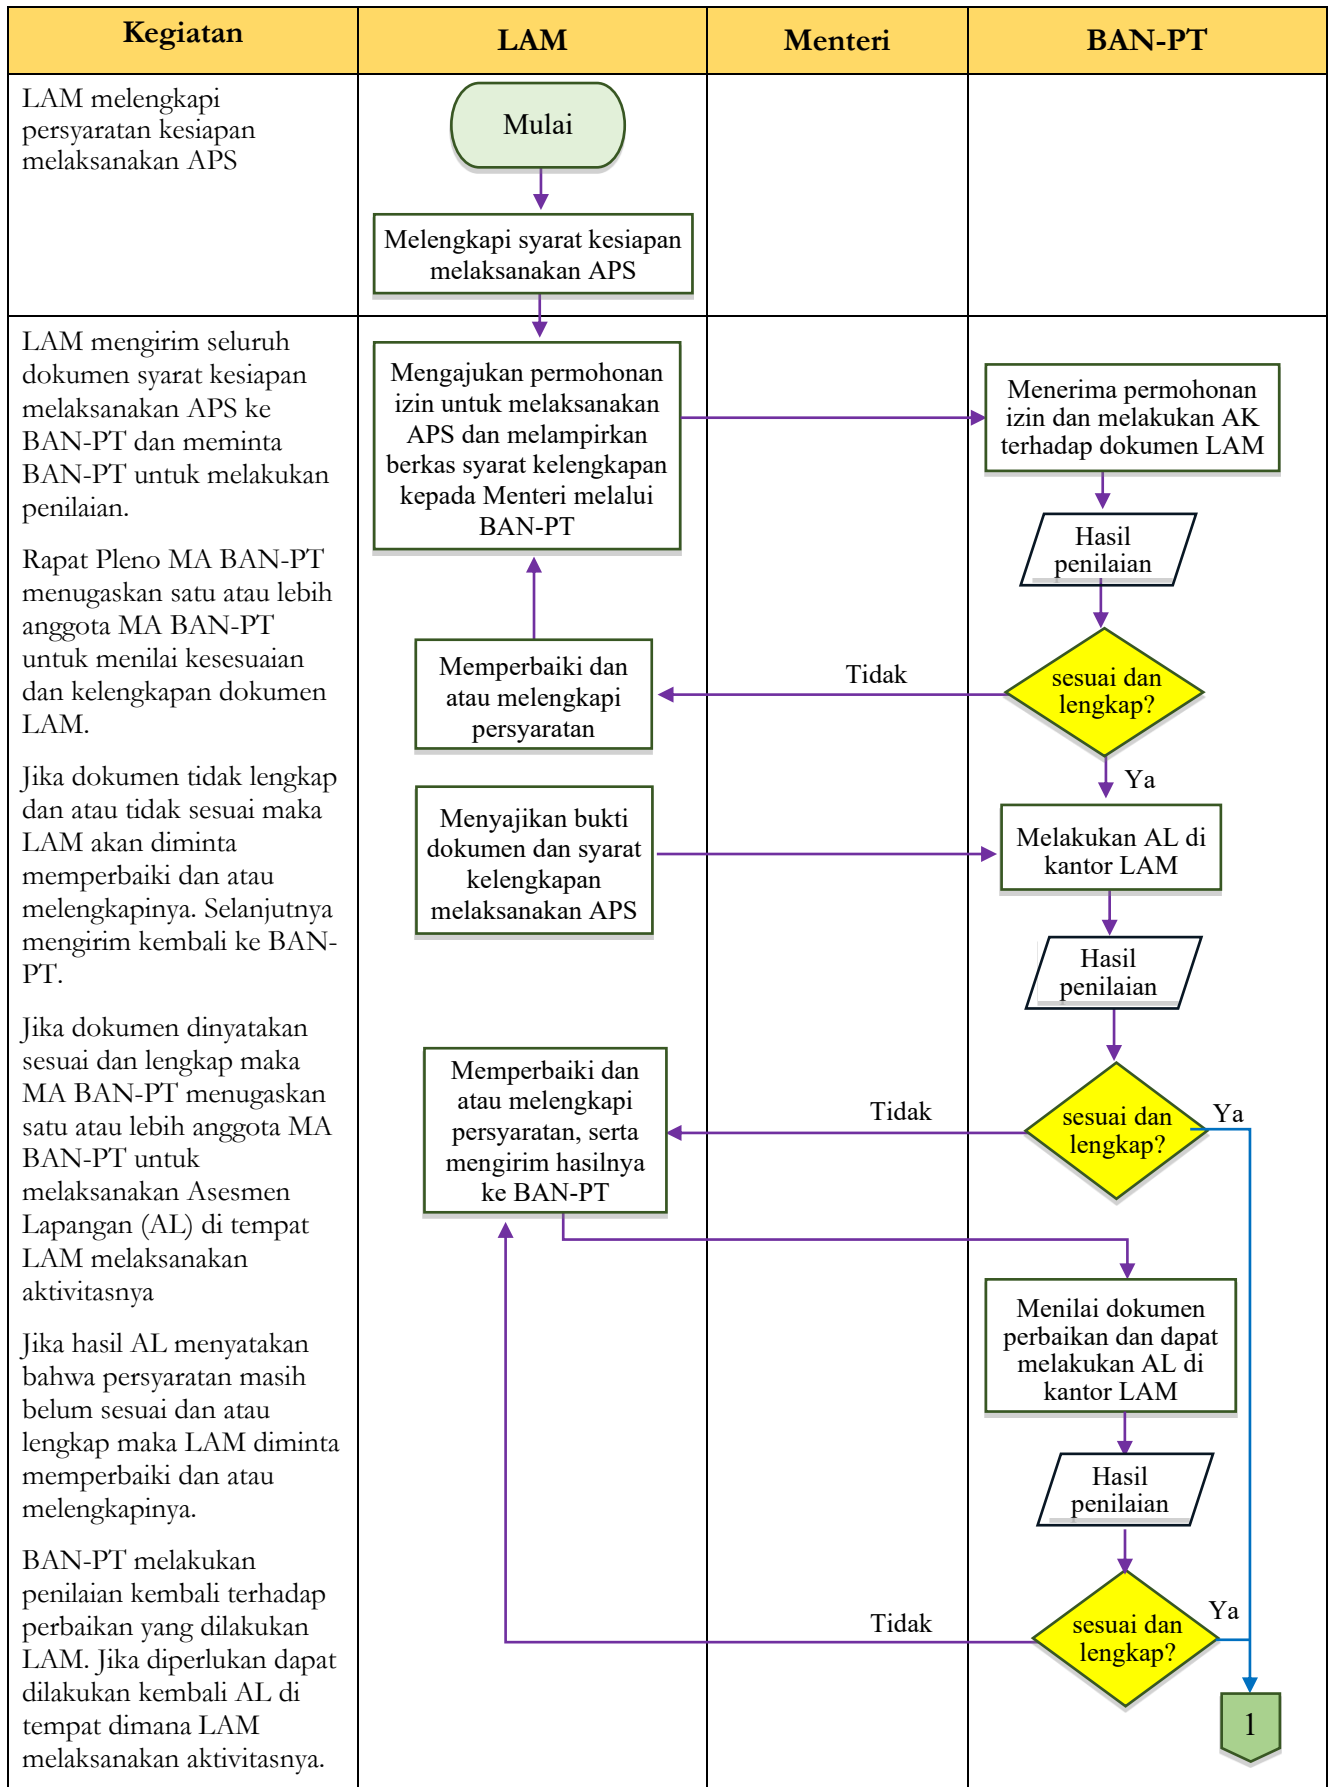 Kegiatan
LAM
Menteri
BAN-PT
LAM melengkapi
persyaratan kesiapan
melaksanakan APS
Mulai
Melengkapi syarat kesiapan
melaksanakan APS
LAM mengirim seluruh
dokumen syarat kesiapan
melaksanakan APS ke
BAN-PT dan meminta
BAN-PT untuk melakukan
penilaian.
Rapat Pleno MA BAN-PT
menugaskan satu atau lebih
anggota MA BAN-PT
untuk menilai kesesuaian
dan kelengkapan dokumen
LAM.
Jika dokumen tidak lengkap
dan atau tidak sesuai maka
LAM akan diminta
memperbaiki dan atau
melengkapinya. Selanjutnya
mengirim kembali ke BAN-
PT.
Jika dokumen dinyatakan
sesuai dan lengkap maka
MA BAN-PT menugaskan
satu atau lebih anggota MA
BAN-PT untuk
melaksanakan Asesmen
Lapangan (AL) di tempat
LAM melaksanakan
aktivitasnya
Jika hasil AL menyatakan
bahwa persyaratan masih
belum sesuai dan atau
lengkap maka LAM diminta
memperbaiki dan atau
melengkapinya.
BAN-PT melakukan
penilaian kembali terhadap
perbaikan yang dilakukan
LAM. Jika diperlukan dapat
dilakukan kembali AL di
tempat dimana LAM
melaksanakan aktivitasnya.
Mengajukan permohonan
izin untuk melaksanakan
APS dan melampirkan
berkas syarat kelengkapan
kepada Menteri melalui
BAN-PT
Menerima permohonan
izin dan melakukan AK
terhadap dokumen LAM
Hasil
penilaian
sesuai dan
lengkap?
Tidak
Memperbaiki dan
atau melengkapi
persyaratan
Ya
Menyajikan bukti
dokumen dan syarat
kelengkapan
melaksanakan APS
Melakukan AL di
kantor LAM
Hasil
penilaian
sesuai dan
lengkap?
Ya
Tidak
Memperbaiki dan
atau melengkapi
persyaratan, serta
mengirim hasilnya
ke BAN-PT
Menilai dokumen
perbaikan dan dapat
melakukan AL di
kantor LAM
Hasil
penilaian
sesuai dan
lengkap?
Ya
Tidak
1